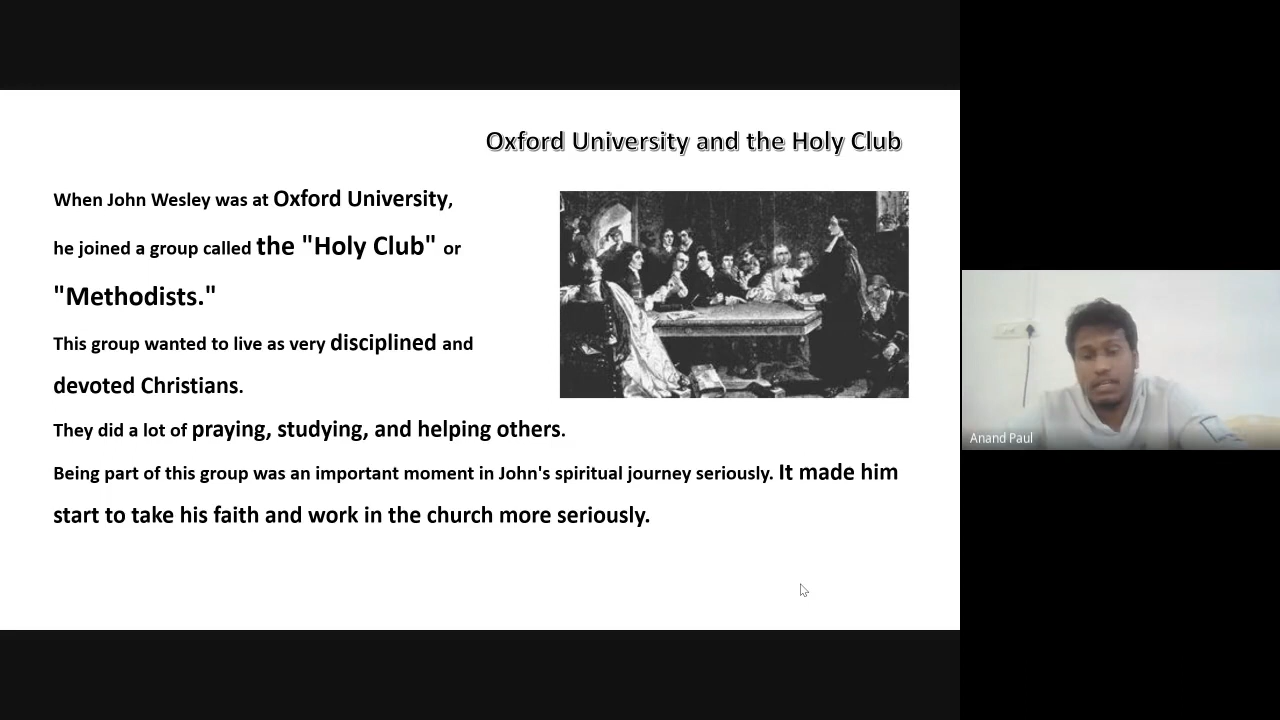 Oxford University and the Holy Club
When John Wesley was at Oxford University,
he joined a group called the "Holy Club" or
"Methodists."
This group wanted to live as very disciplined and
devoted Christians.
They did a lot of praying, studying, and helping others.
Being part of this group was an important moment in John's spiritual journey seriously. It made him
start to take his faith and work in the church more seriously.
Anand Paul